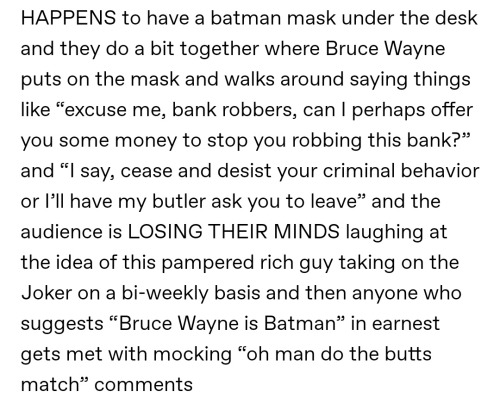 HAPPENS to have a batman mask under the desk
and they do a bit together where Bruce Wayne
puts on the mask and walks around saying things
like “excuse me, bank robbers, can I perhaps offer
you some money to stop you robbing this bank?”
and “I say, cease and desist your criminal behavior
or I’ll have my butler ask you to leave” and the
audience is LOSING THEIR MINDS laughing at
the idea of this pampered rich guy taking on the
Joker on a bi-weekly basis and then anyone who
suggests “Bruce Wayne is Batman” in earnest
gets met with mocking “oh man do the butts
match” comments